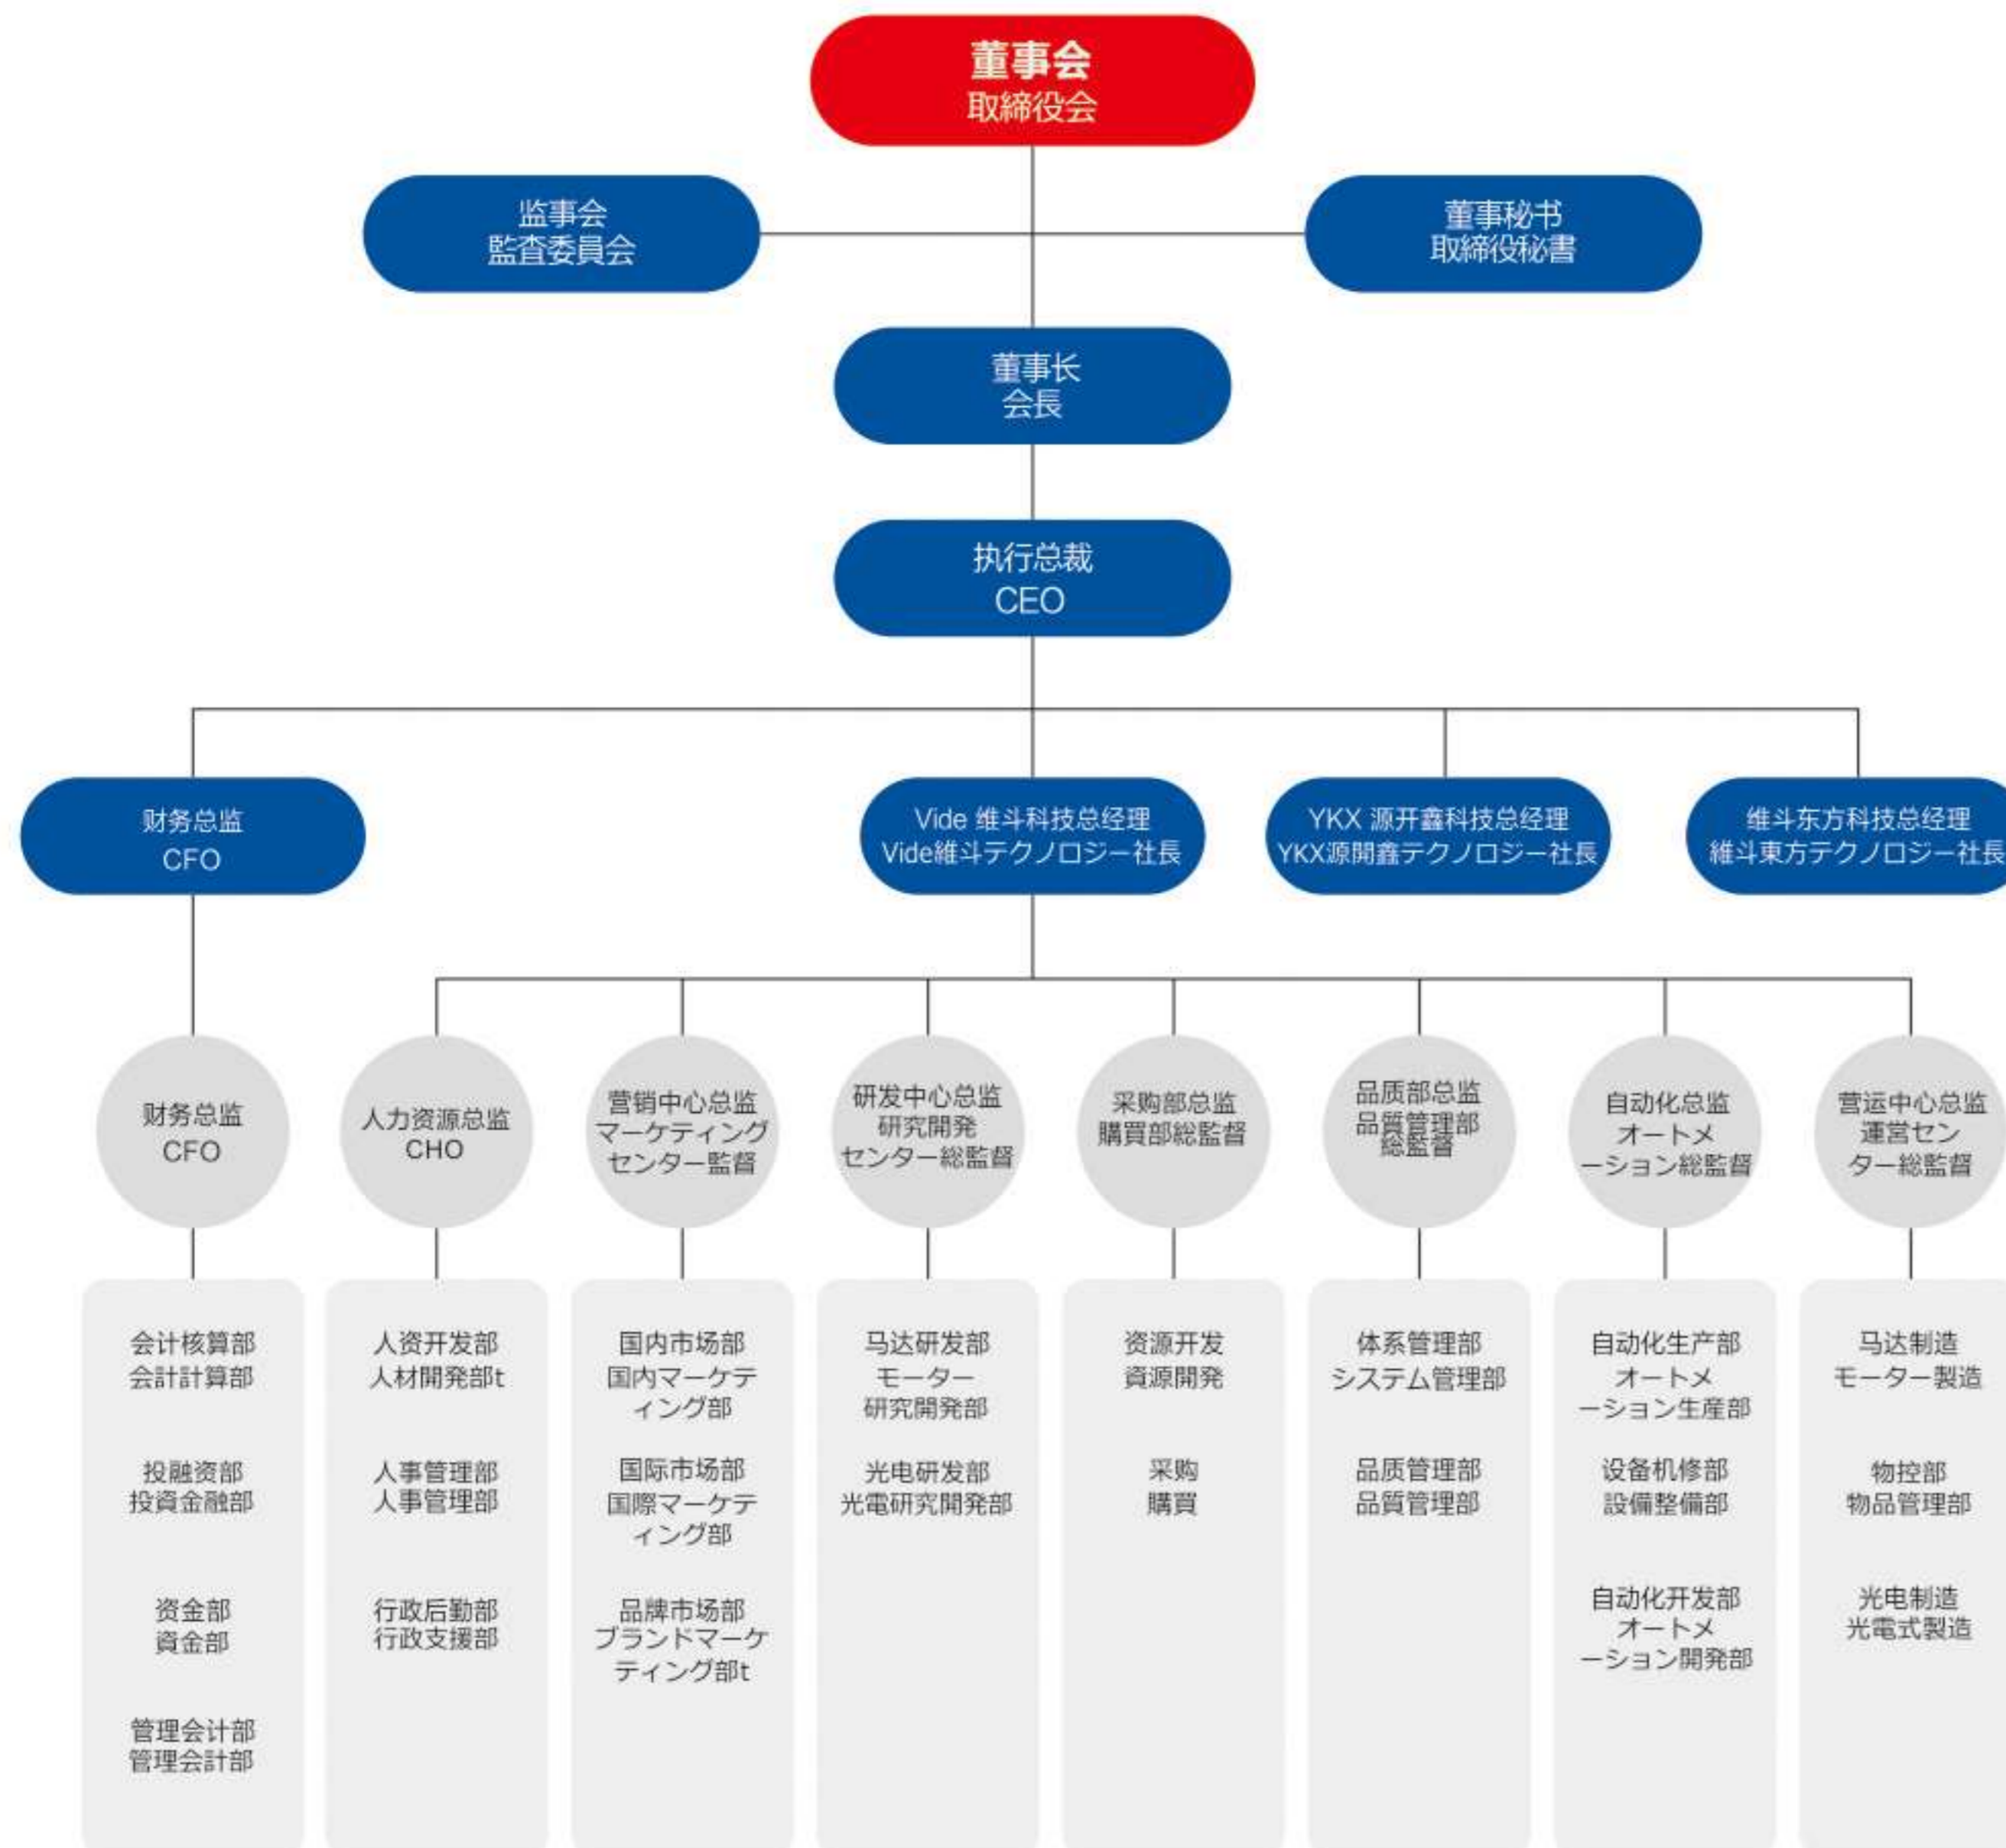 董事会
取締役会
监事会
監査委員会
董事秘书
取締役秘書
董事长
会長
执行总裁
CEO
财务总监
CFO
Vide 维斗科技总经理
Vide維斗テクノロジー社長
YKX 源开鑫科技总经理
YKX源開鑫テクノロジー社長
维斗东方科技总经理
維斗東方テクノロジー社長
财务总监
CFO
人力资源总监
CHO
营销中心总监
マーケティング
センター監督
研发中心总监
研究開発
センター総監督
采购部总监
購買部総監督
品质部总监
品質管理部
総監督
自动化总监
オートメ
ーション総監督
营运中心总监
運営セン
ター総監督
会计核算部
会計計算部
投融资部
投資金融部
资金部
資金部
管理会计部
管理会計部
人资开发部
人材開発部t
人事管理部
人事管理部
行政后勤部
行政支援部
国内市场部
国内マーケテ
ィング部
国际市场部
国際マーケテ
ィング部
品牌市场部
ブランドマーケ
ティング部t
马达研发部
モーター
研究開発部
光电研发部
光電研究開発部
资源开发
資源開発
采购
購買
体系管理部
システム管理部
品质管理部
品質管理部
自动化生产部
オートメ
ーション生産部
设备机修部
設備整備部
自动化开发部
オートメ
ーション開発部
马达制造
モーター製造
物控部
物品管理部
光电制造
光電式製造